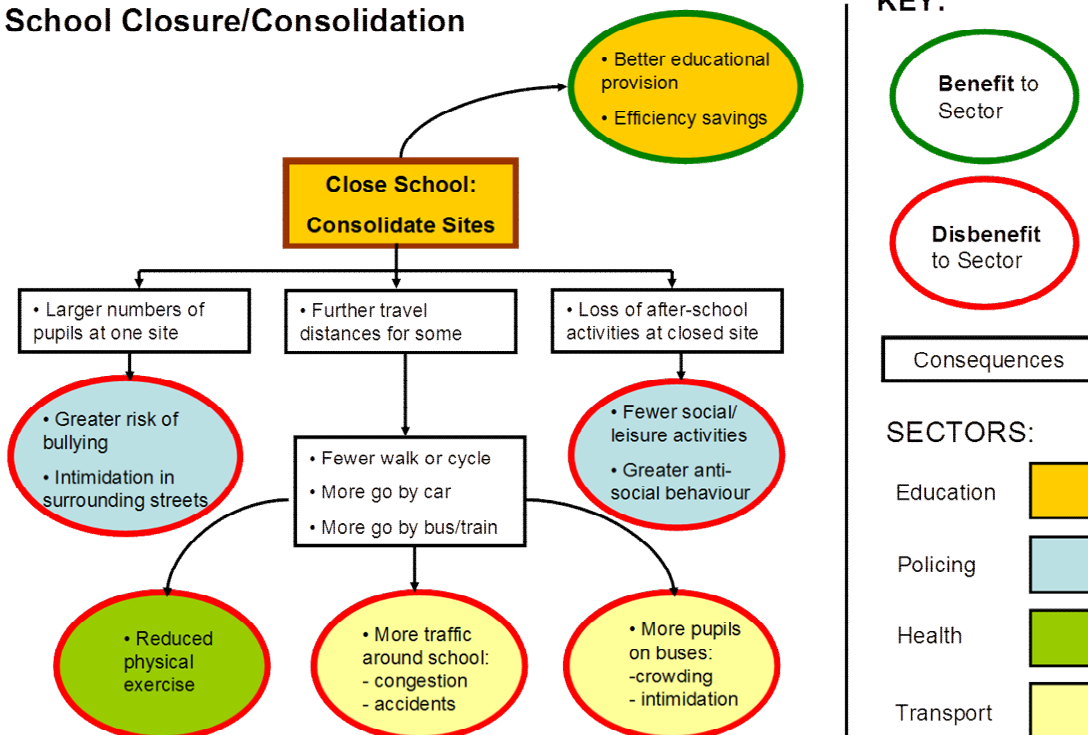 School Closure/Consolidation
• Better educational
provision
• Efficiency savings
Close School:
Consolidate Sites
• Larger numbers of
pupils at one site
• Further travel
distances for some
• Loss of after-school
activities at closed site
• Greater risk of
bullying
• Intimidation in
surrounding streets
• Fewer walk or cycle
• More go by car
• More go by bus/train
• Fewer social/
leisure activities
• Greater anti-
social behaviour
• Reduced
physical
exercise
• More traffic
around school:
- congestion
- accidents
• More pupils
on buses:
-crowding
- intimidation
KEY:
Benefit to
Sector
Disbenefit
to Sector
Consequences
SECTORS:
Education
Policing
Health
Transport